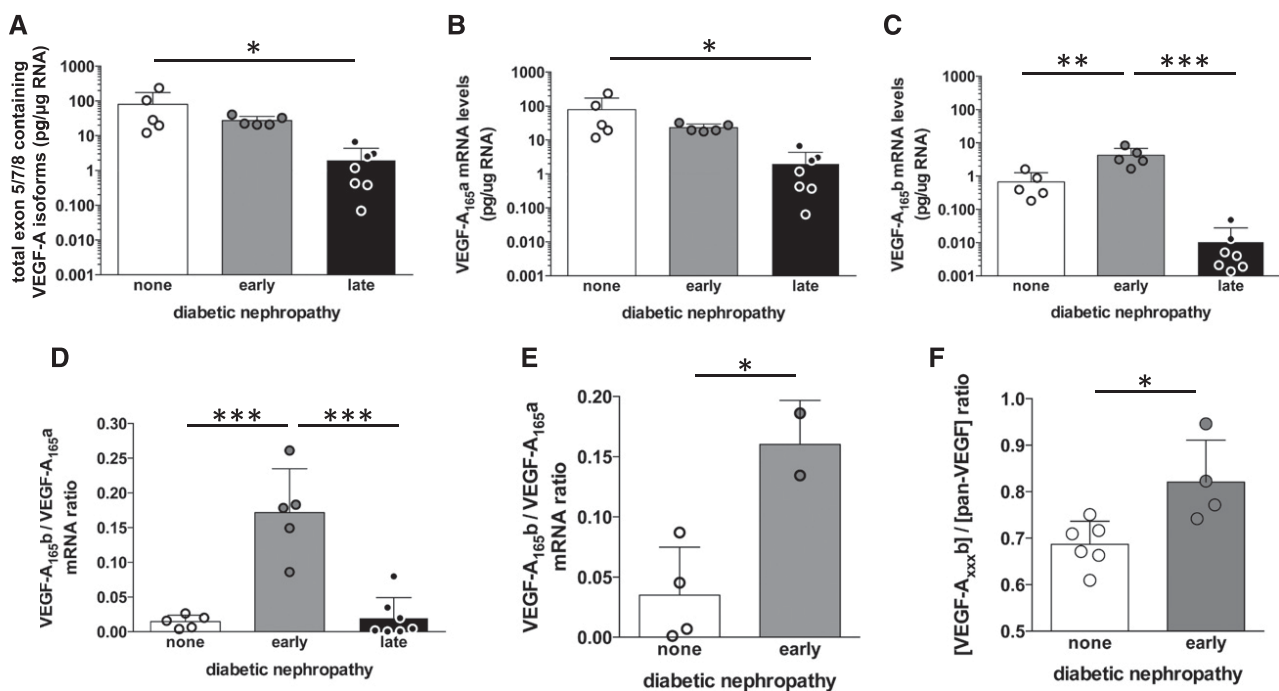 A
total exon 5/7/8 containing
VEGF-A isoforms (pg/µg RNA)
1000
100
10
1
0.100
0.010
0.001
*
none early late
diabetic nephropathy
B
VEGF-A165a mRNA levels
(pg/ug RNA)
1000
100
10
1
0.100
0.010
0.001
*
none early late
diabetic nephropathy
C
VEGF-A165b mRNA levels
(pg/ug RNA)
1000
100
10
1
0.100
0.010
0.001
** ***
none early late
diabetic nephropathy
D
VEGF-A165b / VEGF-A165a
mRNA ratio
0.30
0.25
0.20
0.15
0.10
0.05
0.00
*** ***
none early late
diabetic nephropathy
E
VEGF-A165b / VEGF-A165a
mRNA ratio
0.20
0.15
0.10
0.05
0.00
*
none early
diabetic nephropathy
F
[VEGF-Axxxb] / [pan-VEGF] ratio
1.0
0.9
0.8
0.7
0.6
0.5
*
none early
diabetic nephropathy